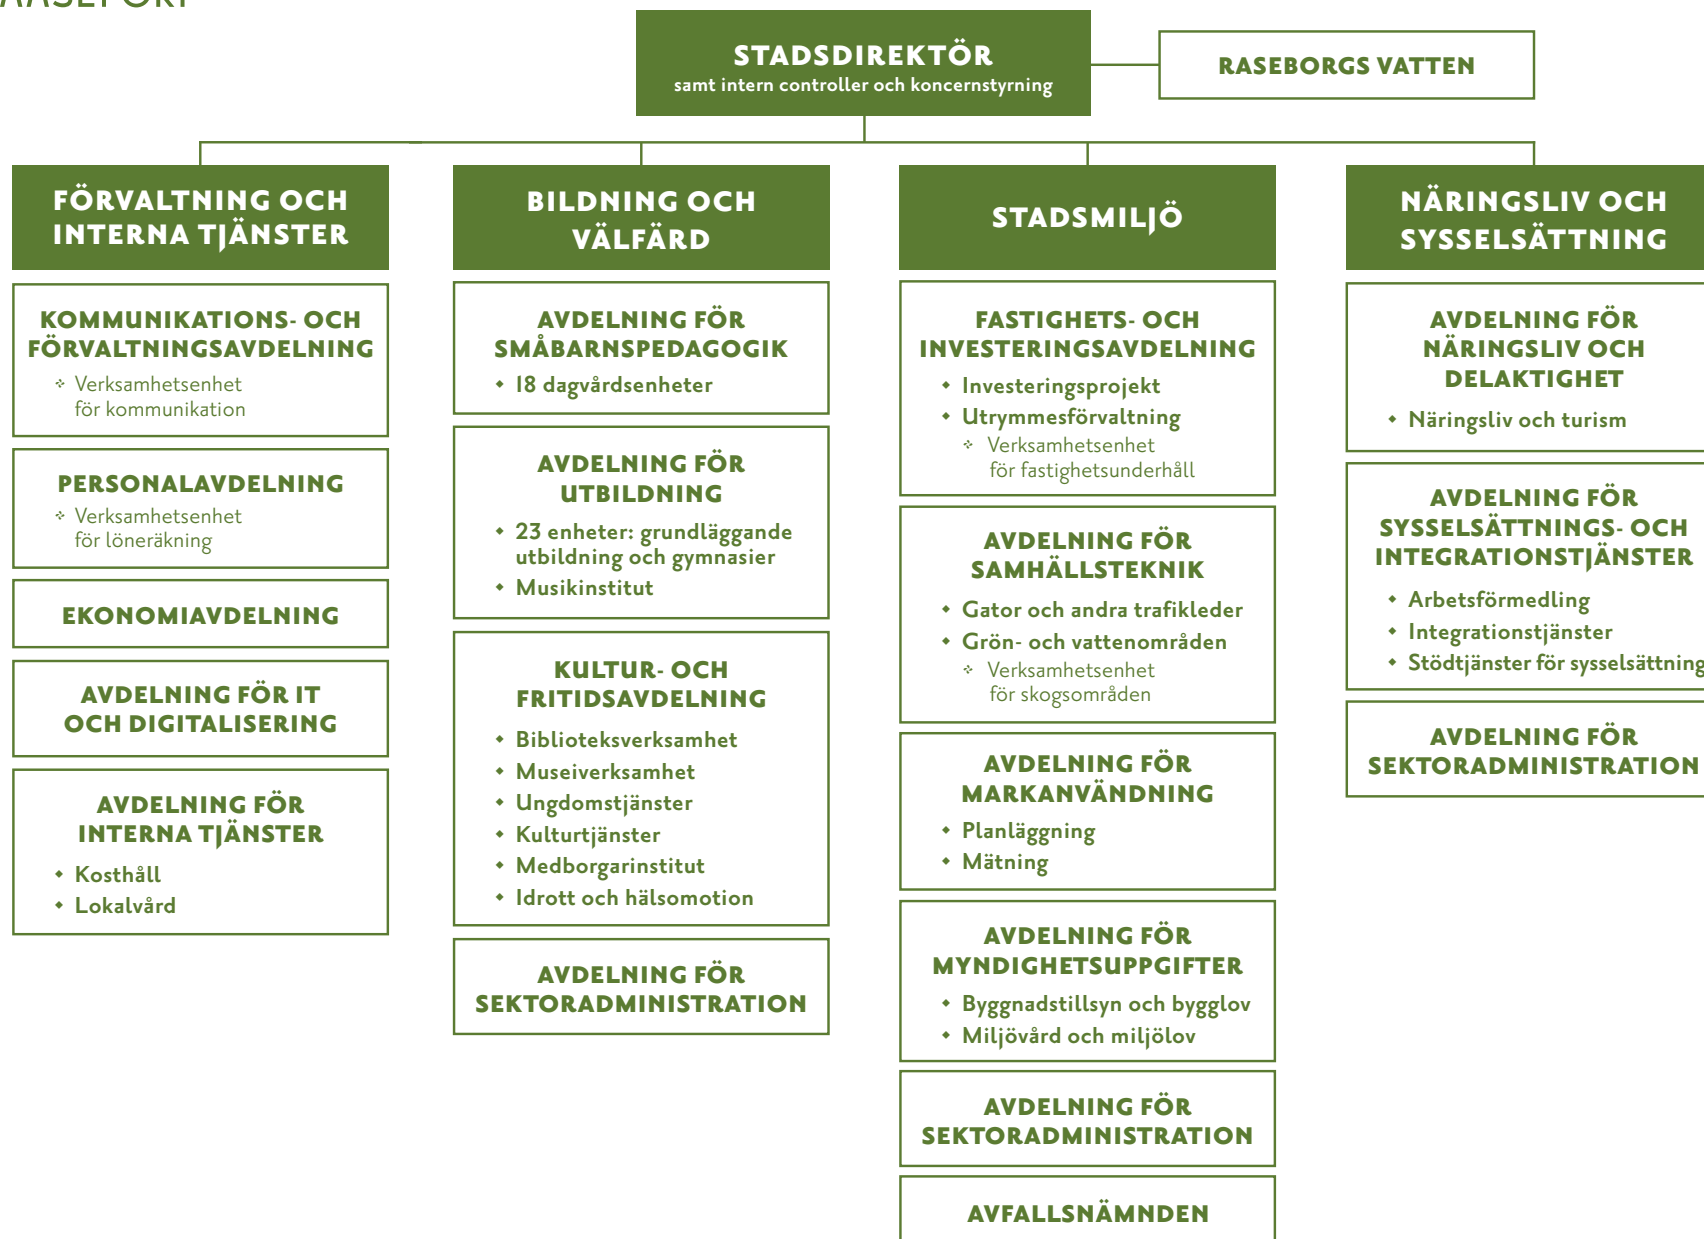 STADSDIREKTÖR
samt intern controller och koncernstyrning
RASEBORGS VATTEN
FÖRVALTNING OCH
INTERNA TJÄNSTER
KOMMUNIKATIONS- OCH
FÖRVALTNINGSAVDELNING
Verksamhetsenhet
för kommunikation
PERSONALAVDELNING
Verksamhetsenhet
för löneräkning
EKONOMIAVDELNING
AVDELNING FÖR IT
OCH DIGITALISERING
AVDELNING FÖR
INTERNA TJÄNSTER
Kosthåll
Lokalvård
BILDNING OCH
VÄLFÄRD
AVDELNING FÖR
SMÅBARNSPEDAGOGIK
18 dagvårdsenheter
AVDELNING FÖR
UTBILDNING
23 enheter: grundläggande
utbildning och gymnasier
Musikinstitut
KULTUR- OCH
FRITIDSAVDELNING
Biblioteksverksamhet
Museiverksamhet
Ungdomstjänster
Kulturtjänster
Medborgarinstitut
Idrott och hälsomotion
AVDELNING FÖR
SEKTORADMINISTRATION
STADSMILJÖ
FASTIGHETS- OCH
INVESTERINGSAVDELNING
Investeringsprojekt
Utrymmesförvaltning
Verksamhetsenhet
för fastighetsunderhåll
AVDELNING FÖR
SAMHÄLLSTEKNIK
Gator och andra trafikleder
Grön- och vattenområden
Verksamhetsenhet
för skogsområden
AVDELNING FÖR
MARKANVÄNDNING
Planläggning
Mätning
AVDELNING FÖR
MYNDIGHETSUPPGIFTER
Byggnadstillsyn och bygglov
Miljövård och miljölov
AVDELNING FÖR
SEKTORADMINISTRATION
AVFALLSNÄMNDEN
NÄRINGSLIV OCH
SYSSELSÄTTNING
AVDELNING FÖR
NÄRINGSLIV OCH
DELAKTIGHET
Näringsliv och turism
AVDELNING FÖR
SYSSELSÄTTNINGS- OCH
INTEGRATIONSTJÄNSTER
Arbetsförmedling
Integrationstjänster
Stödtjänster för sysselsättning
AVDELNING FÖR
SEKTORADMINISTRATION